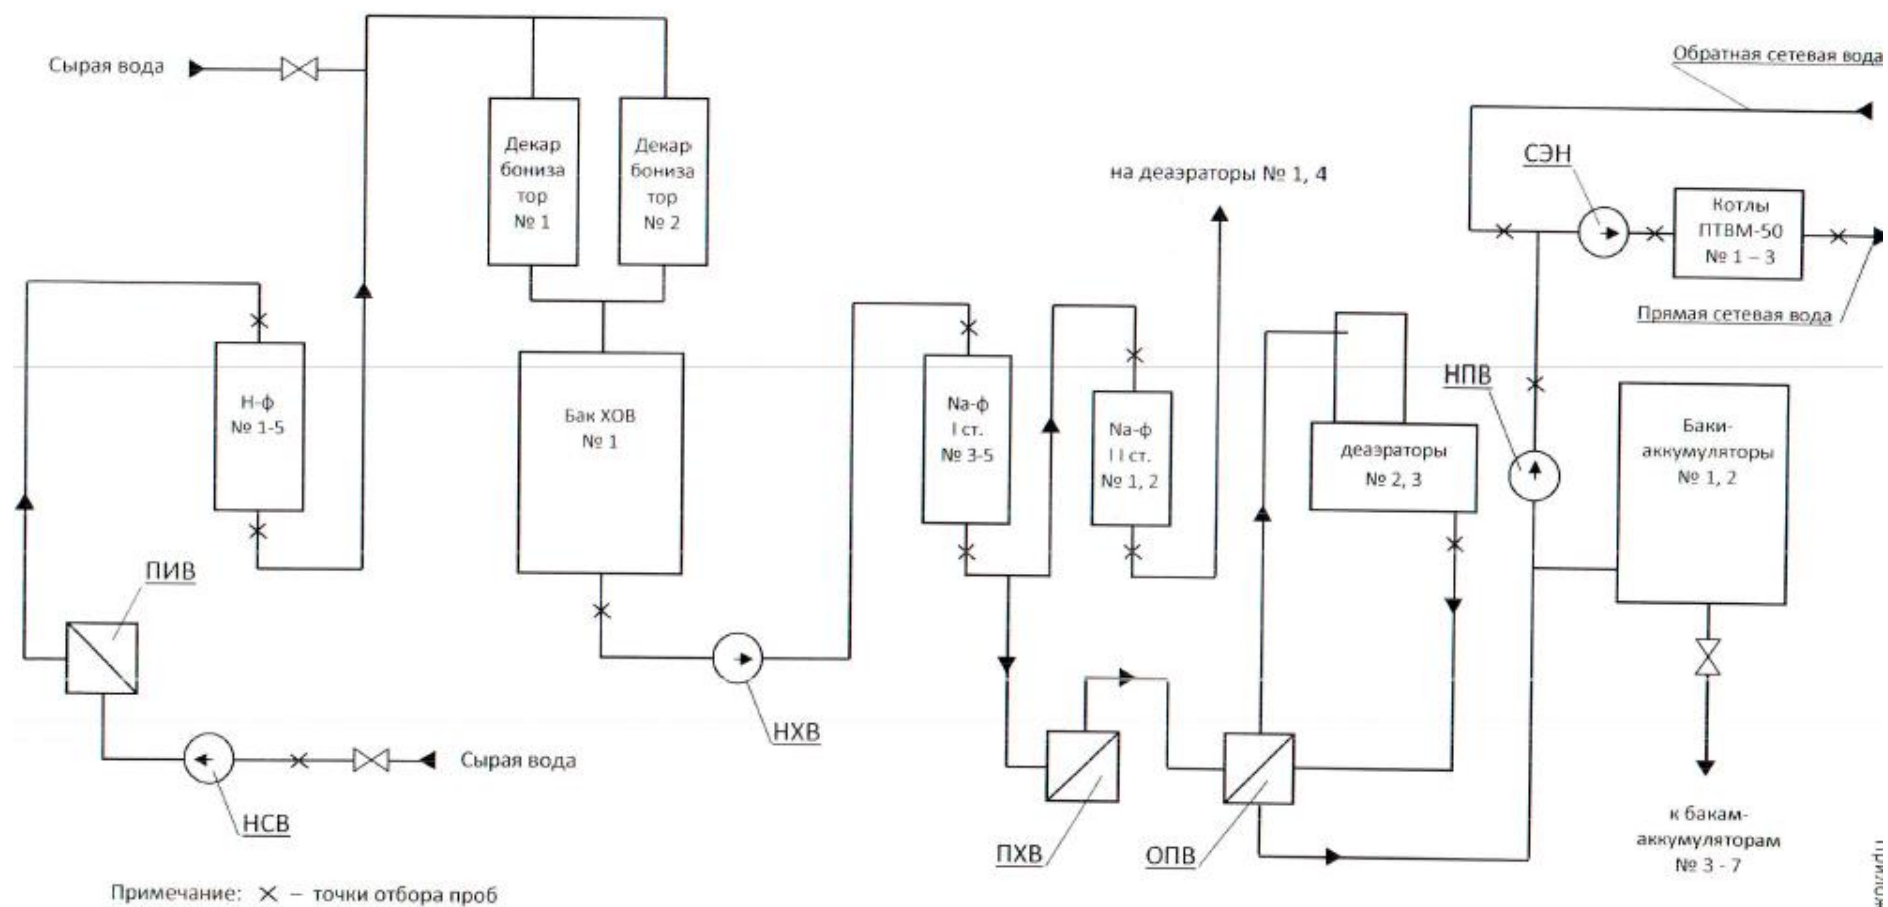 Сырая вода
Декар
бониза
тор
№ 1
Декар
бониза
тор
№ 2
Обратная сетевая вода
СЭН
на деаэраторы № 1, 4
Котлы
ПТВМ-50
№ 1 – 3
Прямая сетевая вода
Н-ф
№ 1-5
Бак ХОВ
№ 1
Na-ф
I ст.
№ 3-5
Na-ф
I I ст.
№ 1, 2
деаэраторы
№ 2, 3
НПВ
Баки-
аккумуляторы
№ 1, 2
ПИВ
НХВ
Сырая вода
НСВ
ПХВ
ОПВ
к бакам-
аккумуляторам
№ 3 - 7
Примечание: × – точки отбора проб